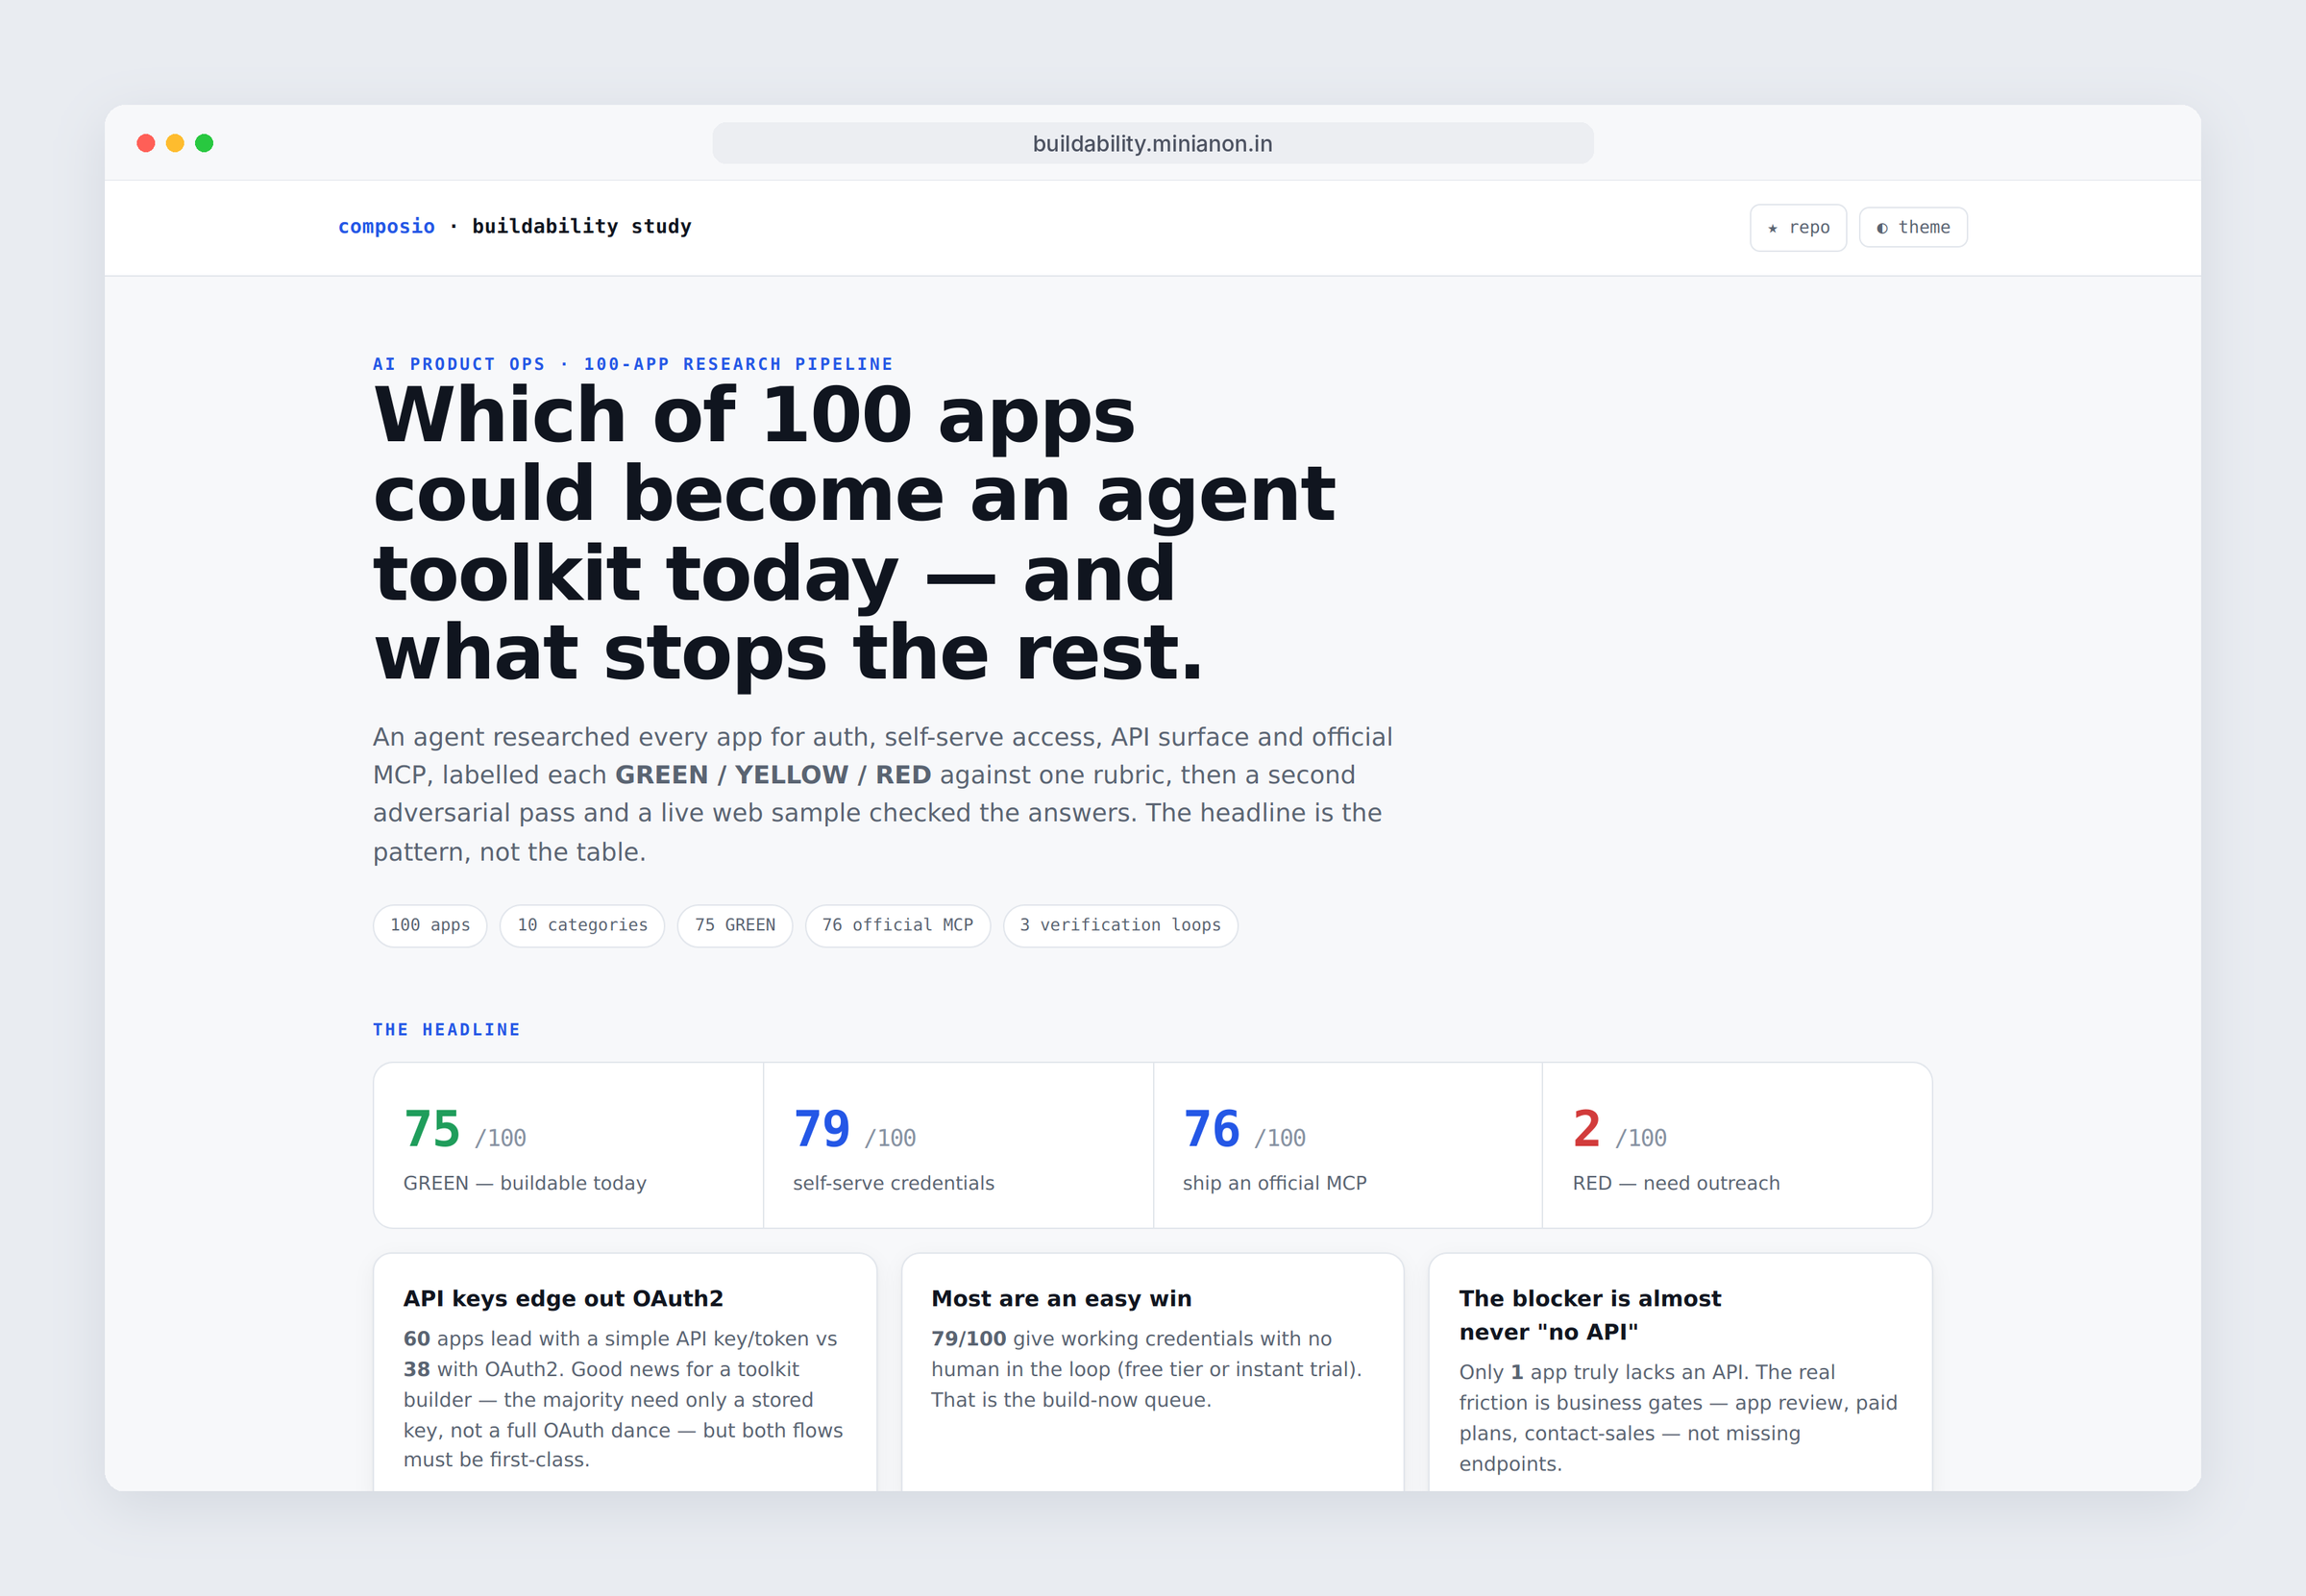 buildability.minianon.in
composio · buildability study
★ repo
◐ theme
AI PRODUCT OPS · 100-APP RESEARCH PIPELINE
Which of 100 apps
could become an agent
toolkit today — and
what stops the rest.
An agent researched every app for auth, self-serve access, API surface and official
MCP, labelled each GREEN / YELLOW / RED against one rubric, then a second
adversarial pass and a live web sample checked the answers. The headline is the
pattern, not the table.
100 apps
10 categories
75 GREEN
76 official MCP
3 verification loops
THE HEADLINE
75 /100
GREEN — buildable today
79 /100
self-serve credentials
76 /100
ship an official MCP
2 /100
RED — need outreach
API keys edge out OAuth2
60 apps lead with a simple API key/token vs
38 with OAuth2. Good news for a toolkit
builder — the majority need only a stored
key, not a full OAuth dance — but both flows
must be first-class.
Most are an easy win
79/100 give working credentials with no
human in the loop (free tier or instant trial).
That is the build-now queue.
The blocker is almost
never "no API"
Only 1 app truly lacks an API. The real
friction is business gates — app review, paid
plans, contact-sales — not missing
endpoints.